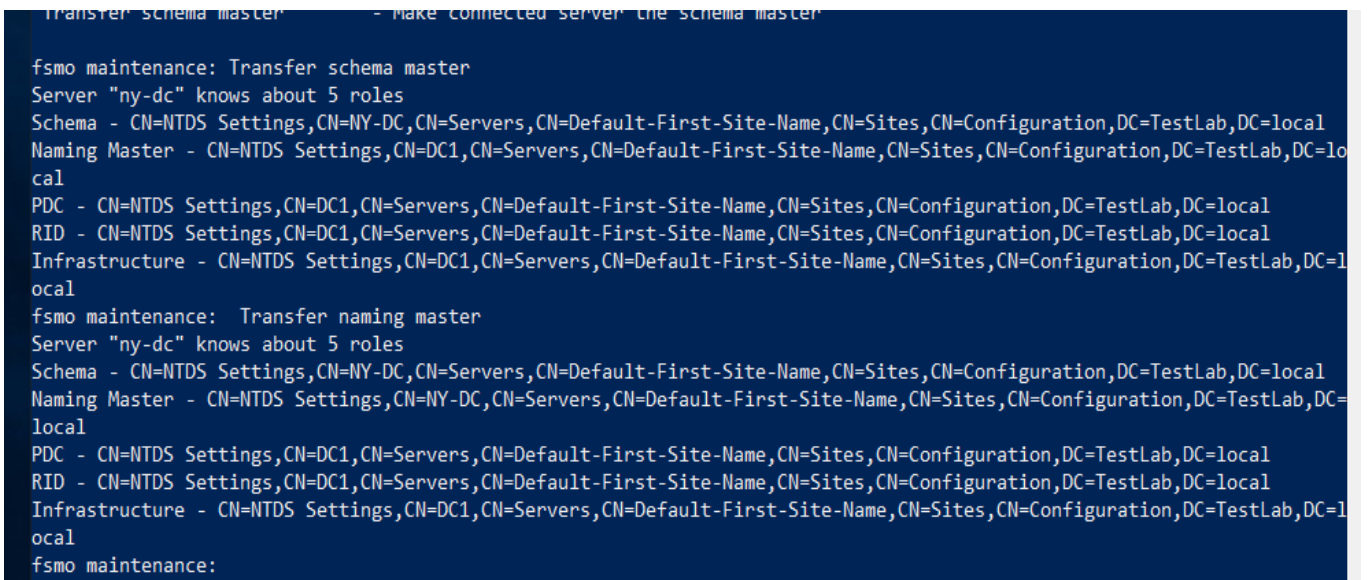 Transfer schema master - Make connected server the schema master
fsmo maintenance: Transfer schema master
Server "ny-dc" knows about 5 roles
Schema - CN=NTDS Settings,CN=NY-DC,CN=Servers,CN=Default-First-Site-Name,CN=Sites,CN=Configuration,DC=TestLab,DC=local
Naming Master - CN=NTDS Settings,CN=DC1,CN=Servers,CN=Default-First-Site-Name,CN=Sites,CN=Configuration,DC=TestLab,DC=lo
cal
PDC - CN=NTDS Settings,CN=DC1,CN=Servers,CN=Default-First-Site-Name,CN=Sites,CN=Configuration,DC=TestLab,DC=local
RID - CN=NTDS Settings,CN=DC1,CN=Servers,CN=Default-First-Site-Name,CN=Sites,CN=Configuration,DC=TestLab,DC=local
Infrastructure - CN=NTDS Settings,CN=DC1,CN=Servers,CN=Default-First-Site-Name,CN=Sites,CN=Configuration,DC=TestLab,DC=l
ocal
fsmo maintenance:  Transfer naming master
Server "ny-dc" knows about 5 roles
Schema - CN=NTDS Settings,CN=NY-DC,CN=Servers,CN=Default-First-Site-Name,CN=Sites,CN=Configuration,DC=TestLab,DC=local
Naming Master - CN=NTDS Settings,CN=NY-DC,CN=Servers,CN=Default-First-Site-Name,CN=Sites,CN=Configuration,DC=TestLab,DC=
local
PDC - CN=NTDS Settings,CN=DC1,CN=Servers,CN=Default-First-Site-Name,CN=Sites,CN=Configuration,DC=TestLab,DC=local
RID - CN=NTDS Settings,CN=DC1,CN=Servers,CN=Default-First-Site-Name,CN=Sites,CN=Configuration,DC=TestLab,DC=local
Infrastructure - CN=NTDS Settings,CN=DC1,CN=Servers,CN=Default-First-Site-Name,CN=Sites,CN=Configuration,DC=TestLab,DC=l
ocal
fsmo maintenance: